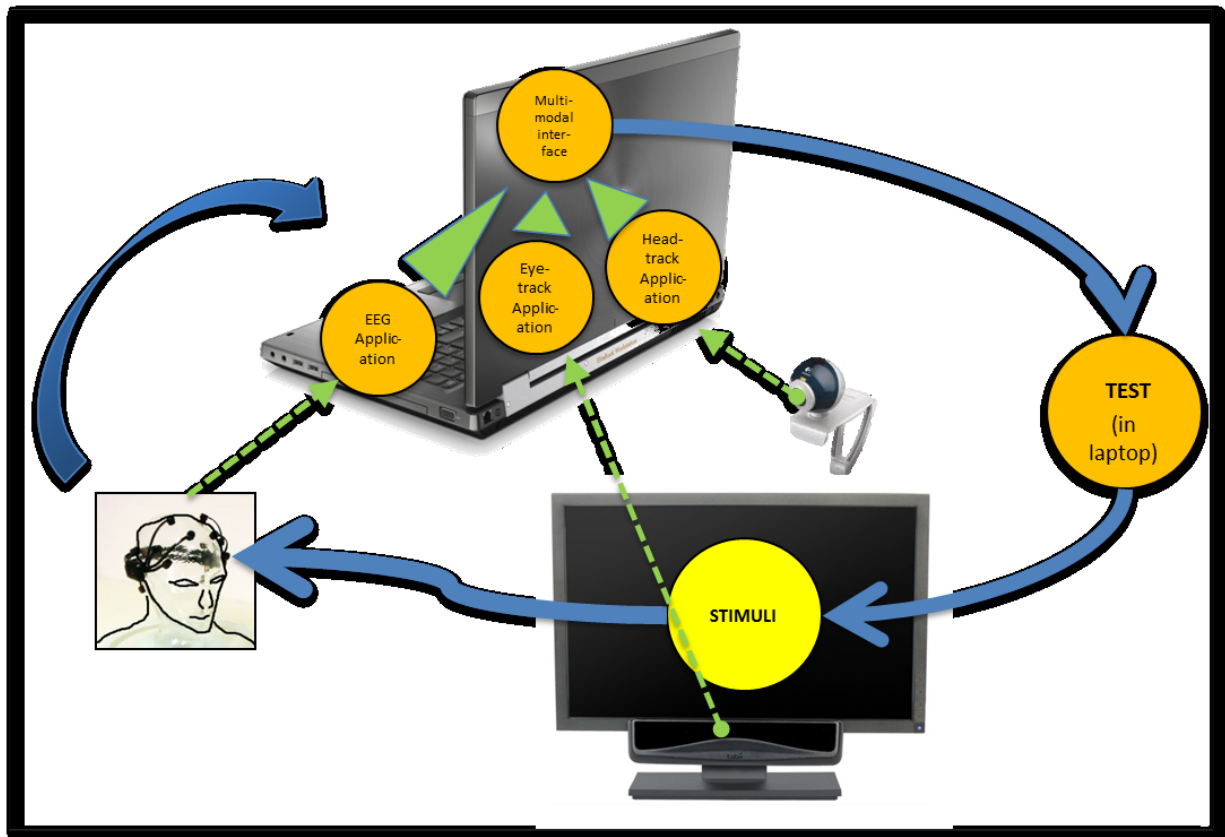 Multi-
modal
inter-
face
Head-
track
Applic-
ation
Eye-
track
Applic-
ation
EEG
Applic-
ation
TEST
(in
laptop)
STIMULI